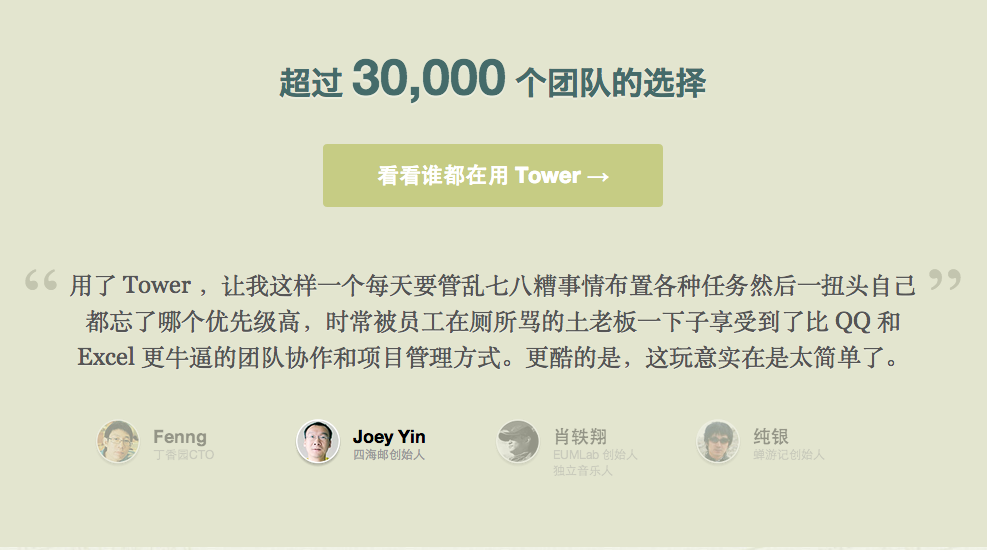 超过 30,000 个团队的选择
看看谁都在用 Tower →
“ 用了 Tower ，让我这样一个每天要管乱七八糟事情布置各种任务然后一扭头自己 ”
都忘了哪个优先级高，时常被员工在厕所骂的土老板一下子享受到了比 QQ 和
Excel 更牛逼的团队协作和项目管理方式。更酷的是，这玩意实在是太简单了。
Fenng
丁香园CTO
Joey Yin
四海邮创始人
肖轶翔
EUMLab 创始人
独立音乐人
纯银
蝉游记创始人